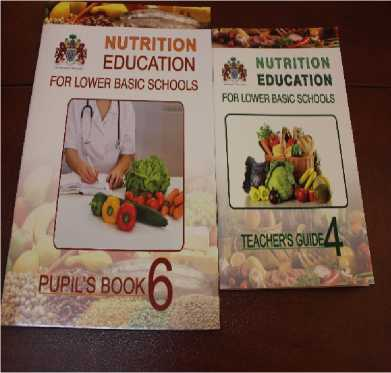 NUTRITION
EDUCATION
FOR LOWER BASIC SCHOOLS
PUPIL'S BOOK 6
NUTRITION
EDUCATION
FOR LOWER BASIC SCHOOLS
TEACHER'S GUIDE 4